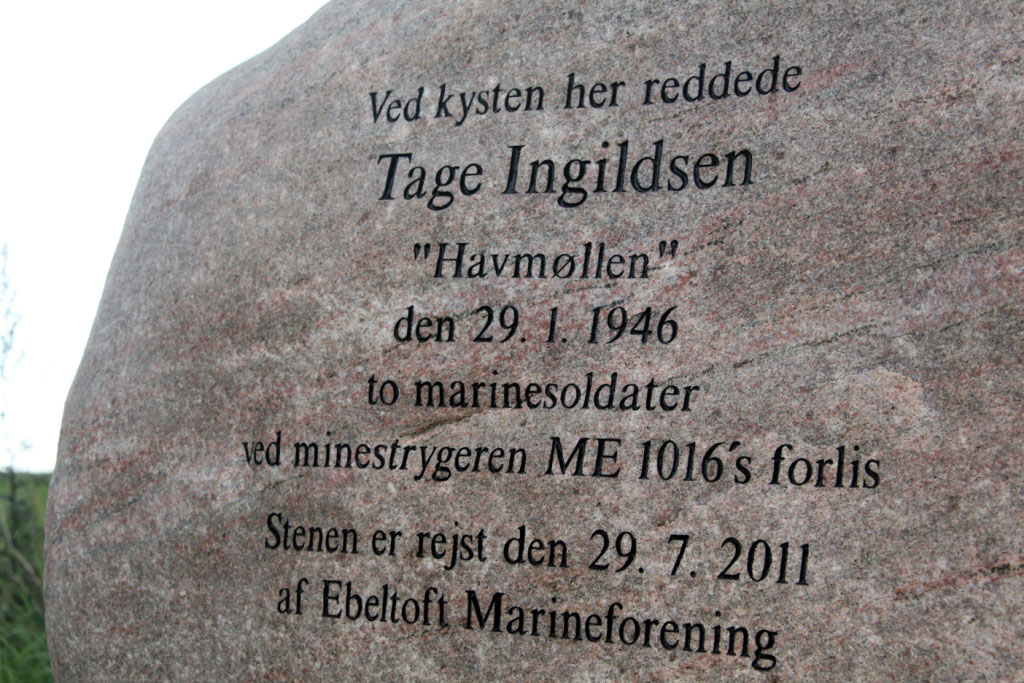 Ved kysten her reddede
Tage Ingildsen
"Havmøllen"
den 29. 1. 1946
to marinesoldater
ved minestrygeren ME 1016´s forlis
Stenen er rejst den 29. 7. 2011
af Ebeltoft Marineforening